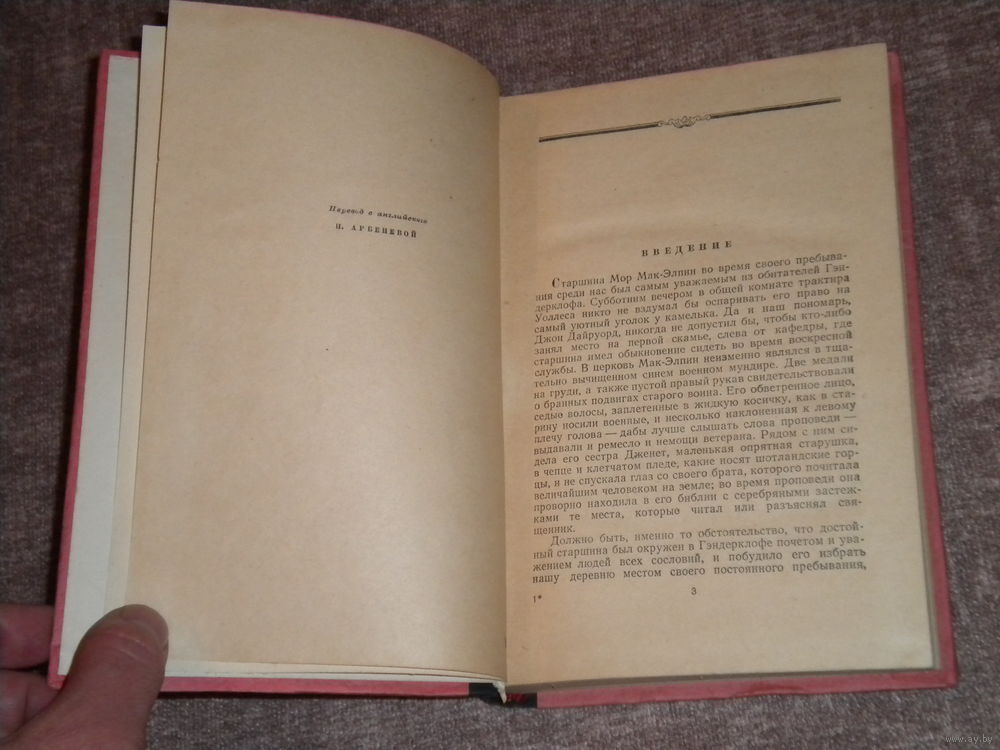 Перевод с английского
Н. АРБЕНЕВОЙ
ВВЕДЕНИЕ
Старшина Мор Мак-Элпин во время своего пребыва-
ния среди нас был самым уважаемым из обитателей Гэн-
дерклофа. Субботним вечером в общей комнате трактира
Уоллеса никто не вздумал бы оспаривать его право на
самый уютный уголок у камелька. Да и наш пономарь,
Джон Дайруорд, никогда не допустил бы, чтобы кто-либо
занял место на первой скамье, слева от кафедры, где
старшина имел обыкновение сидеть во время воскресной
службы. В церковь Мак-Элпин неизменно являлся в тща-
тельно вычищенном синем военном мундире. Две медали
на груди, а также пустой правый рукав свидетельствовали
о бранных подвигах старого воина. Его обветренное лицо,
седые волосы, заплетенные в жидкую косичку, как в ста-
рину носили военные, и несколько наклоненная к левому
плечу голова — дабы лучше слышать слова проповеди —
выдавали и ремесло и немощи ветерана. Рядом с ним си-
дела его сестра Дженет, маленькая опрятная старушка,
в чепце и клетчатом пледе, какие носят шотландские гор-
цы, и не спускала глаз со своего брата, которого почитала
величайшим человеком на земле; во время проповеди она
проворно находила в его библии с серебряными застеж-
ками те места, которые читал или разъяснял свя-
щенник.
Должно быть, именно то обстоятельство, что достой-
ный старшина был окружен в Гэндерклофе почетом и ува-
жением людей всех сословий, и побудило его избрать
нашу деревню местом своего постоянного пребывания,
1*
3
www.ay.by